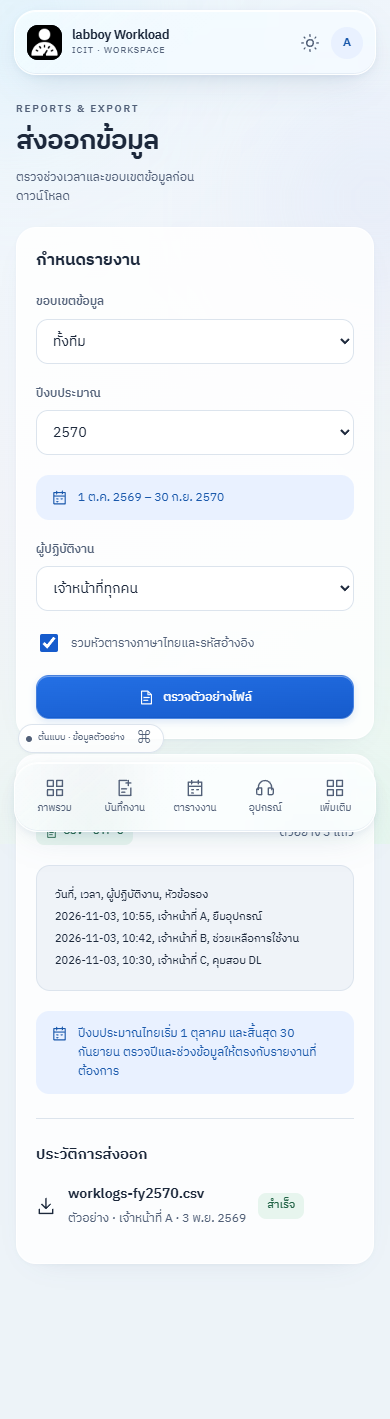 labboy Workload
ICIT · WORKSPACE
A
REPORTS & EXPORT
ส่งออกข้อมูล
ตรวจช่วงเวลาและขอบเขตข้อมูลก่อน
ดาวน์โหลด
กำหนดรายงาน
ขอบเขตข้อมูล
ทั้งทีม
ปีงบประมาณ
2570
1 ต.ค. 2569 – 30 ก.ย. 2570
ผู้ปฏิบัติงาน
เจ้าหน้าที่ทุกคน
รวมหัวตารางภาษาไทยและรหัสอ้างอิง
ตรวจตัวอย่างไฟล์
ต้นแบบ · ข้อมูลตัวอย่าง ⌘
ภาพรวม บันทึกงาน ตารางงาน อุปกรณ์ เพิ่มเติม
วันที่, เวลา, ผู้ปฏิบัติงาน, หัวข้อรอง
2026-11-03, 10:55, เจ้าหน้าที่ A, ยืมอุปกรณ์
2026-11-03, 10:42, เจ้าหน้าที่ B, ช่วยเหลือการใช้งาน
2026-11-03, 10:30, เจ้าหน้าที่ C, คุมสอบ DL
ปีงบประมาณไทยเริ่ม 1 ตุลาคม และสิ้นสุด 30
กันยายน ตรวจปีและช่วงข้อมูลให้ตรงกับรายงานที่
ต้องการ
ประวัติการส่งออก
worklogs-fy2570.csv
ตัวอย่าง · เจ้าหน้าที่ A · 3 พ.ย. 2569
สำเร็จ